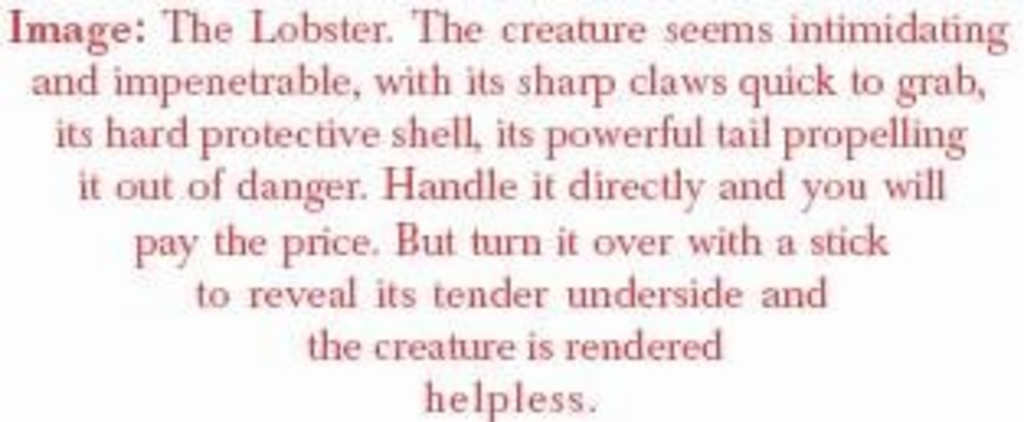 Image: The Lobster. The creature seems intimidating
and impenetrable, with its sharp claws quick to grab,
its hard protective shell, its powerful tail propelling
it out of danger. Handle it directly and you will
pay the price. But turn it over with a stick
to reveal its tender underside and
the creature is rendered
helpless.